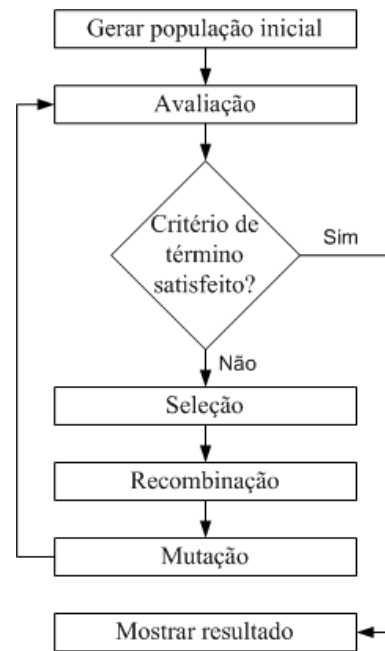 Gerar população inicial
Avaliação
Critério de
término
satisfeito?
Sim
Não
Seleção
Recombinação
Mutação
Mostrar resultado